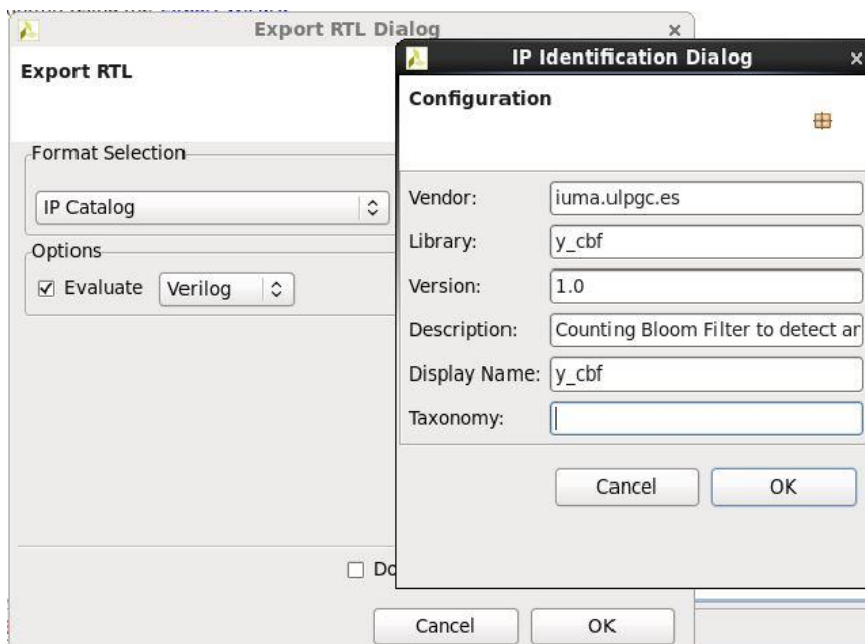 Export RTL Dialog
Export RTL
Format Selection
IP Catalog
Options
Evaluate Verilog
Cancel OK
IP Identification Dialog
Configuration
Vendor: iuma.ulpgc.es
Library: y_cbf
Version: 1.0
Description: Counting Bloom Filter to detect ar
Display Name: y_cbf
Taxonomy:
Cancel OK